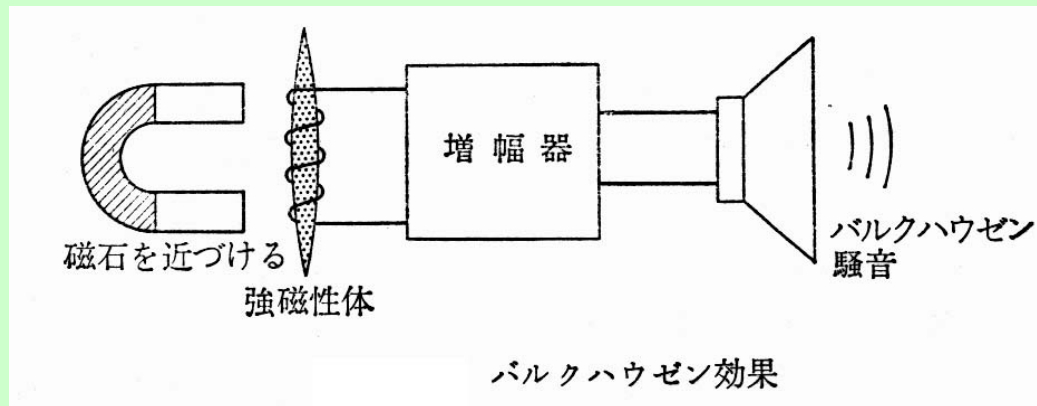 増幅器
磁石を近づける
強磁性体
バルクハウゼン
騒音
バルクハウゼン効果